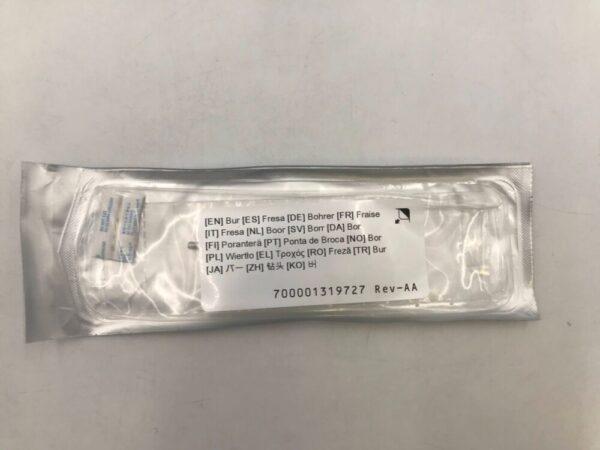 [EN] Bur [ES] Fresa [DE] Bohrer [FR] Fraise
[IT] Fresa [NL] Boor [SV] Borr [DA] Bor
[FI] Poranterä [PT] Ponta de Broca [NO] Bor
[PL] Wiertło [EL] Τροχός [RO] Freză [TR] Bur
[JA] バー [ZH] 钻头 [KO] 버
700001319727 Rev-AA